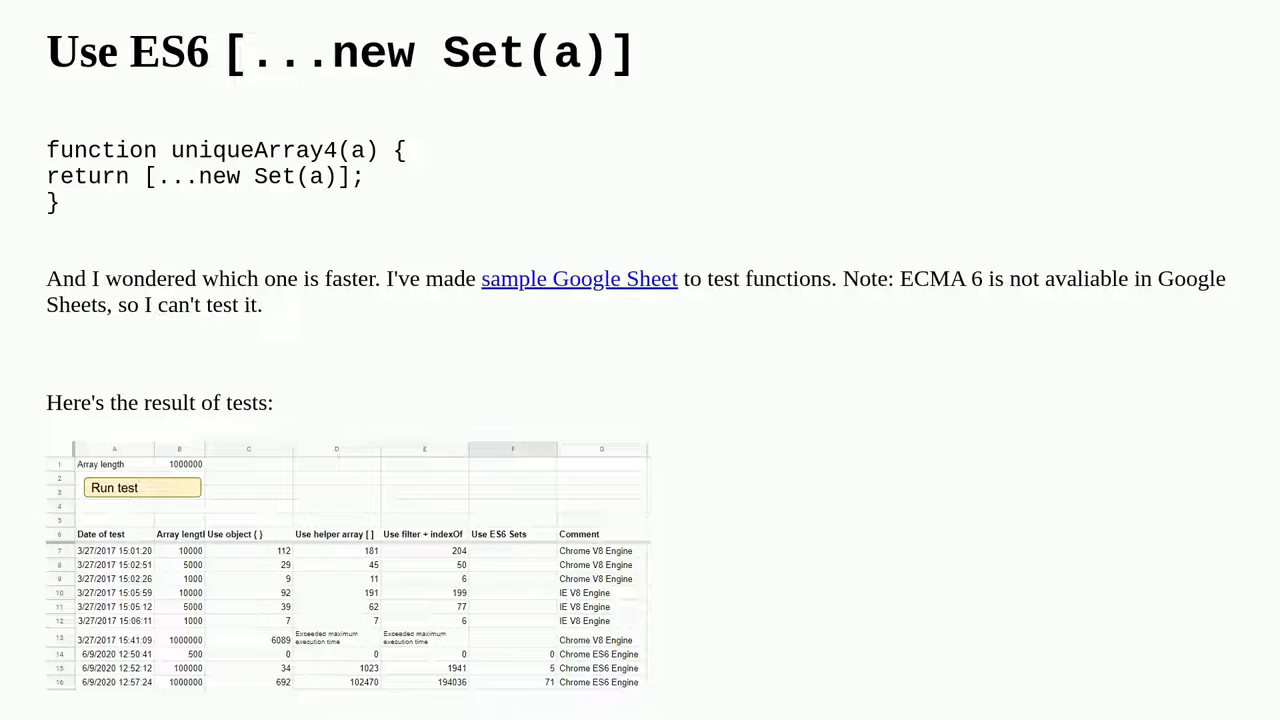 Use ES6 [...new Set(a)]
function uniqueArray4(a) {
return [...new Set(a)];
}
And I wondered which one is faster. I've made sample Google Sheet to test functions. Note: ECMA 6 is not avaliable in Google
Sheets, so I can't test it.
Here's the result of tests:
A B C D E F G
1 Array length 1000000
2
Run test
3
4
5
6 Date of test Array lengtl Use object { } Use helper array [ ] Use filter + indexOf Use ES6 Sets Comment
7 3/27/2017 15:01:20 10000 112 181 204 Chrome V8 Engine
8 3/27/2017 15:02:51 5000 29 45 50 Chrome V8 Engine
9 3/27/2017 15:02:26 1000 9 11 6 Chrome V8 Engine
10 3/27/2017 15:05:59 10000 92 191 199 IE V8 Engine
11 3/27/2017 15:05:12 5000 39 62 77 IE V8 Engine
12 3/27/2017 15:06:11 1000 7 7 6 IE V8 Engine
13 3/27/2017 15:41:09 1000000 6089 Exceeded maximum execution time Exceeded maximum execution time Chrome V8 Engine
14 6/9/2020 12:50:41 500 0 0 0 0 Chrome ES6 Engine
15 6/9/2020 12:52:12 100000 34 1023 1941 5 Chrome ES6 Engine
16 6/9/2020 12:57:24 1000000 692 102470 194036 71 Chrome ES6 Engine